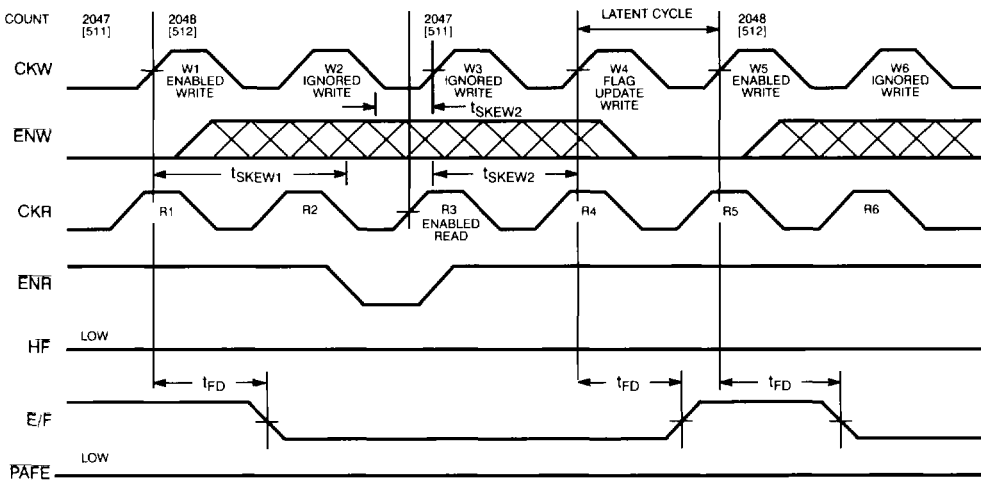 COUNT
2047
[511]
2048
[512]
2047
[511]
LATENT CYCLE
2048
[512]
CKW
W1
ENABLED
WRITE
W2
IGNORED
WRITE
W3
IGNORED
WRITE
W4
FLAG
UPDATE
WRITE
W5
ENABLED
WRITE
W6
IGNORED
WRITE
tSKEW2
ENW
tSKEW1
tSKEW2
CKR
R1
R2
R3
ENABLED
READ
R4
R5
R6
ENR
HF
LOW
tFD
tFD
tFD
E/F
PAFE
LOW